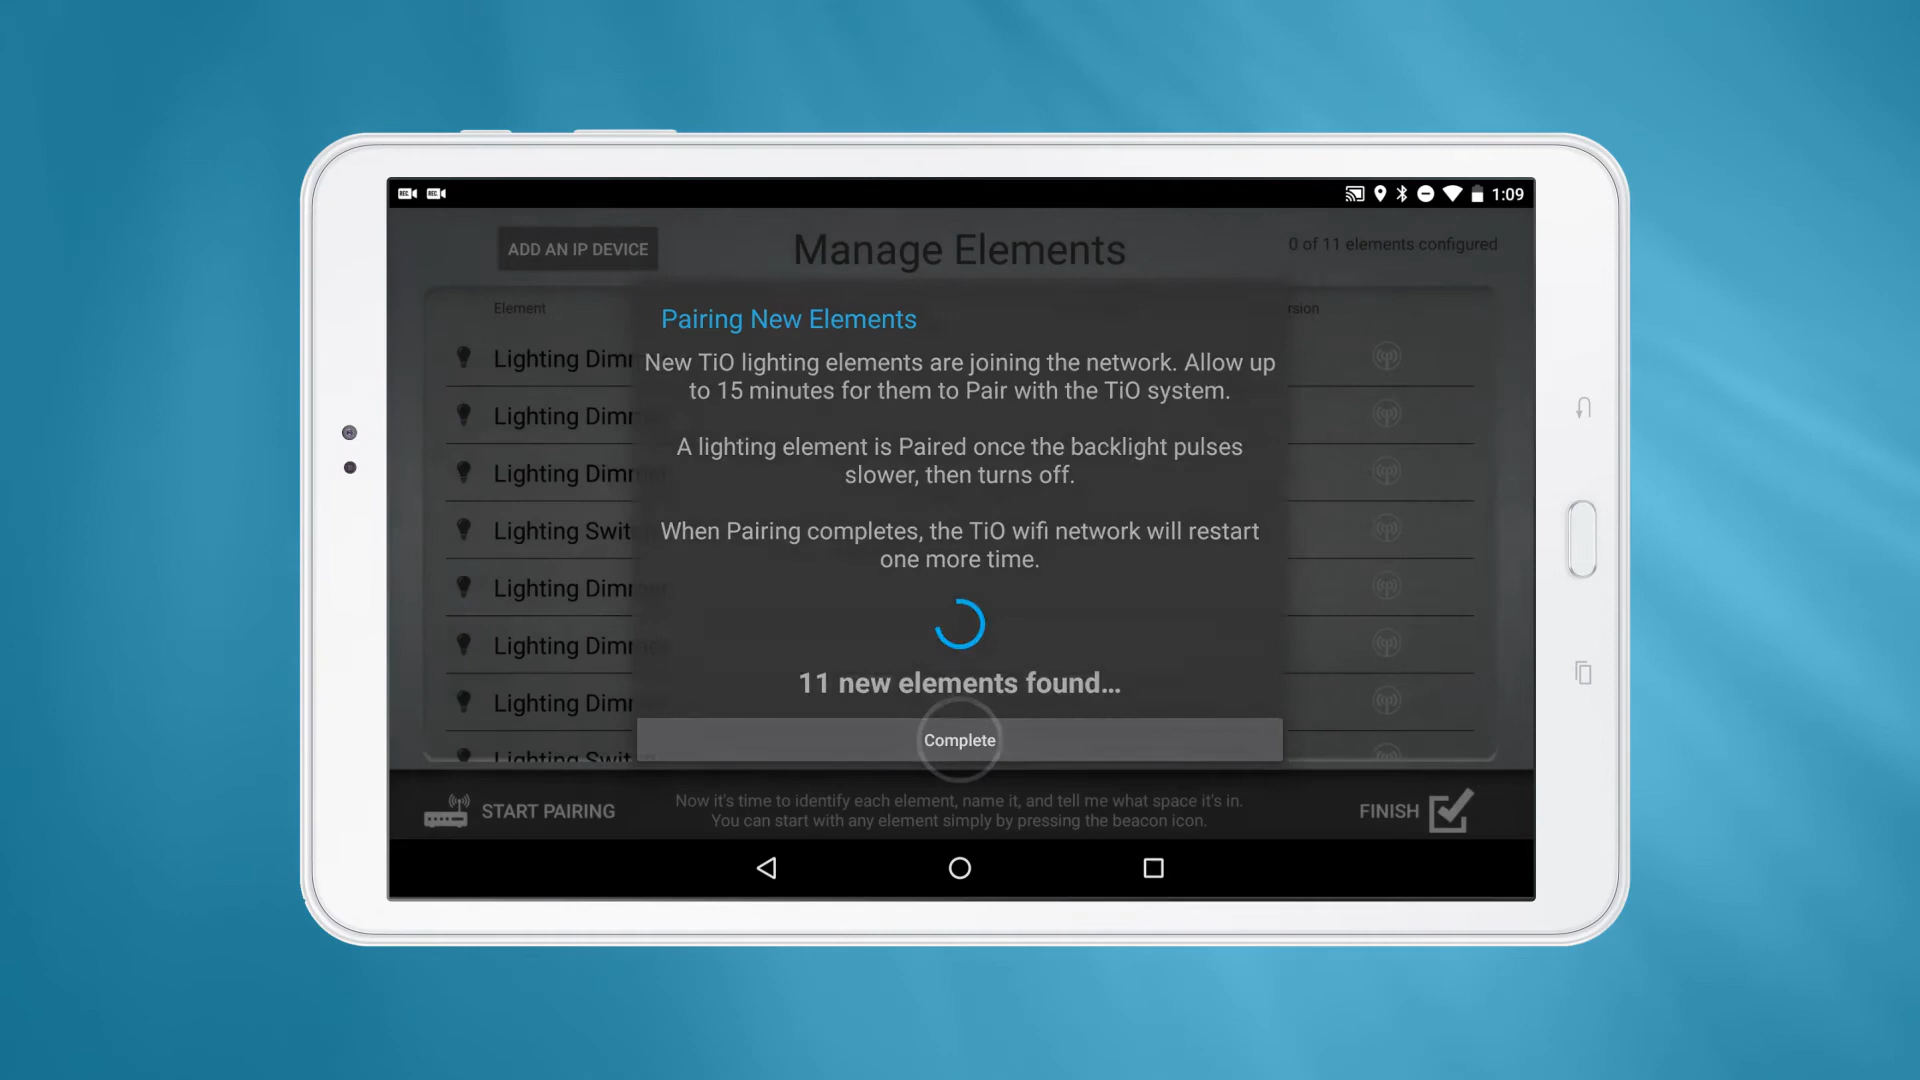 REC REC 1:09
ADD AN IP DEVICE
Manage Elements
0 of 11 elements configured
Element
rsion
Pairing New Elements
New TiO lighting elements are joining the network. Allow up
to 15 minutes for them to Pair with the TiO system.
A lighting element is Paired once the backlight pulses
slower, then turns off.
When Pairing completes, the TiO wifi network will restart
one more time.
11 new elements found...
Complete
Lighting Dimm
Lighting Dimm
Lighting Dimm
Lighting Swit
Lighting Dimm
Lighting Dimm
Lighting Dimm
Lighting Swit
START PAIRING
Now it's time to identify each element, name it, and tell me what space it's in.
You can start with any element simply by pressing the beacon icon.
FINISH